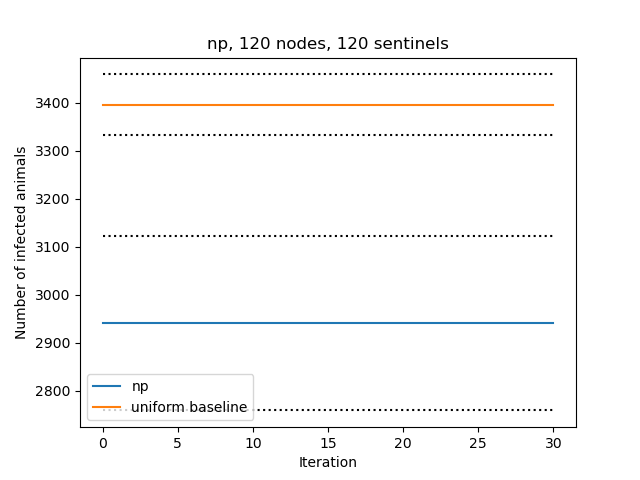 np, 120 nodes, 120 sentinels
Number of infected animals
3400
3300
3200
3100
3000
2900
2800
np
uniform baseline
0 5 10 15 20 25 30
Iteration